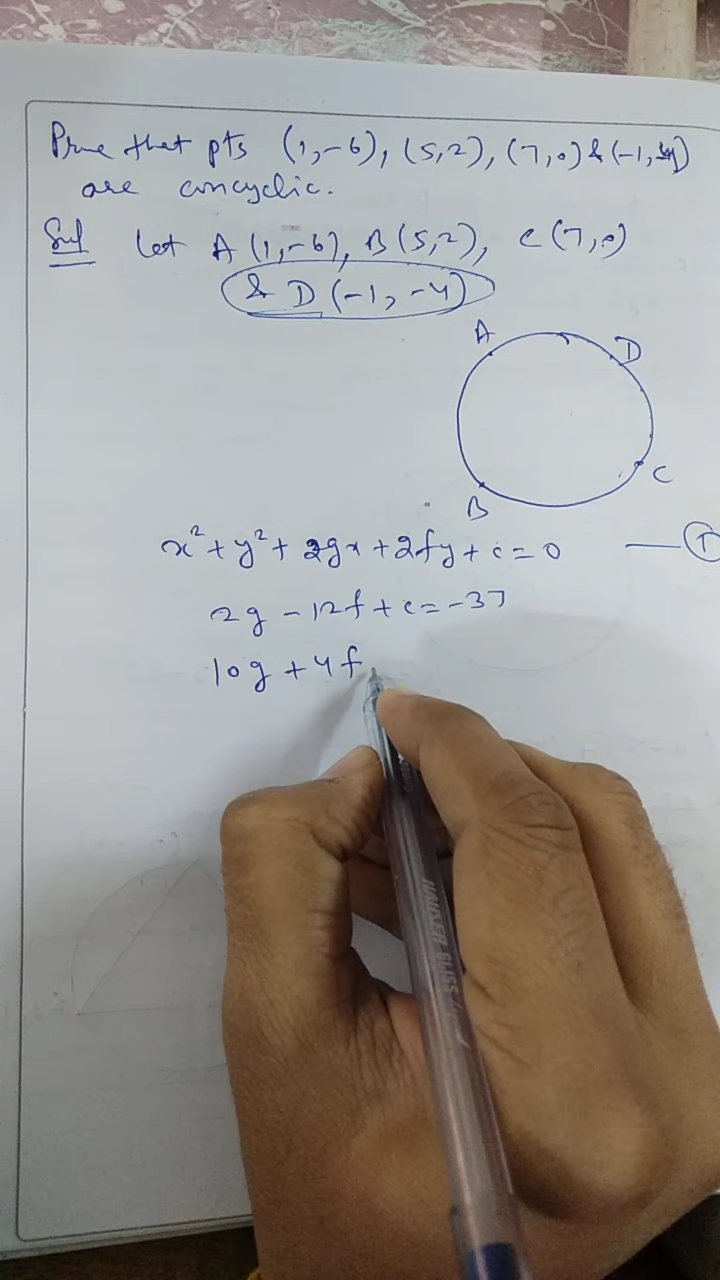 Prove that pts (1,-6), (5,2), (7,0) & (-1,-4)
are concyclic.
Sol Let A (1,-6), B (5,2), C (7,0)
& D (-1, -4)
A
D
C
B
x² + y² + 2gx + 2fy + c = 0 — (1)
2g - 12f + c = -37
10g + 4f